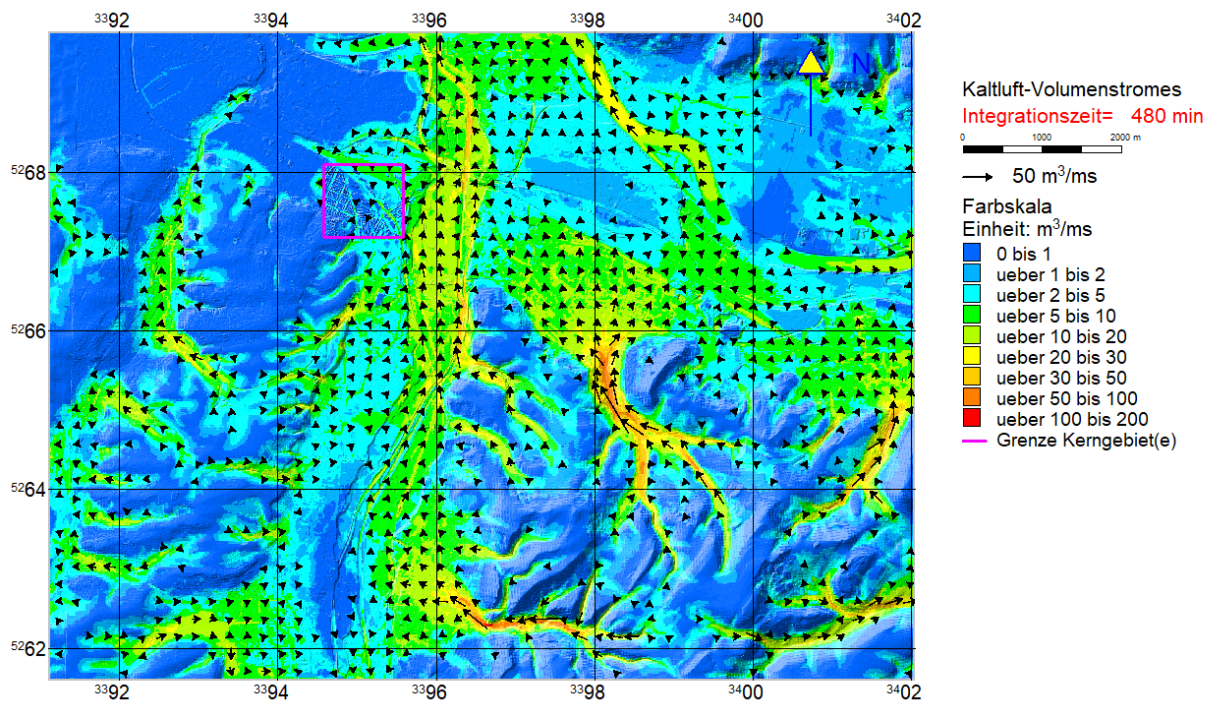 3392 3394 3396 3398 3400 3402
N
5268
5266
5264
5262
3392 3394 3396 3398 3400 3402
Kaltluft-Volumenstromes
Integrationszeit= 480 min
0 1000 2000 m
50 m³/ms
Farbskala
Einheit: m³/ms
0 bis 1
ueber 1 bis 2
ueber 2 bis 5
ueber 5 bis 10
ueber 10 bis 20
ueber 20 bis 30
ueber 30 bis 50
ueber 50 bis 100
ueber 100 bis 200
Grenze Kerngebiet(e)